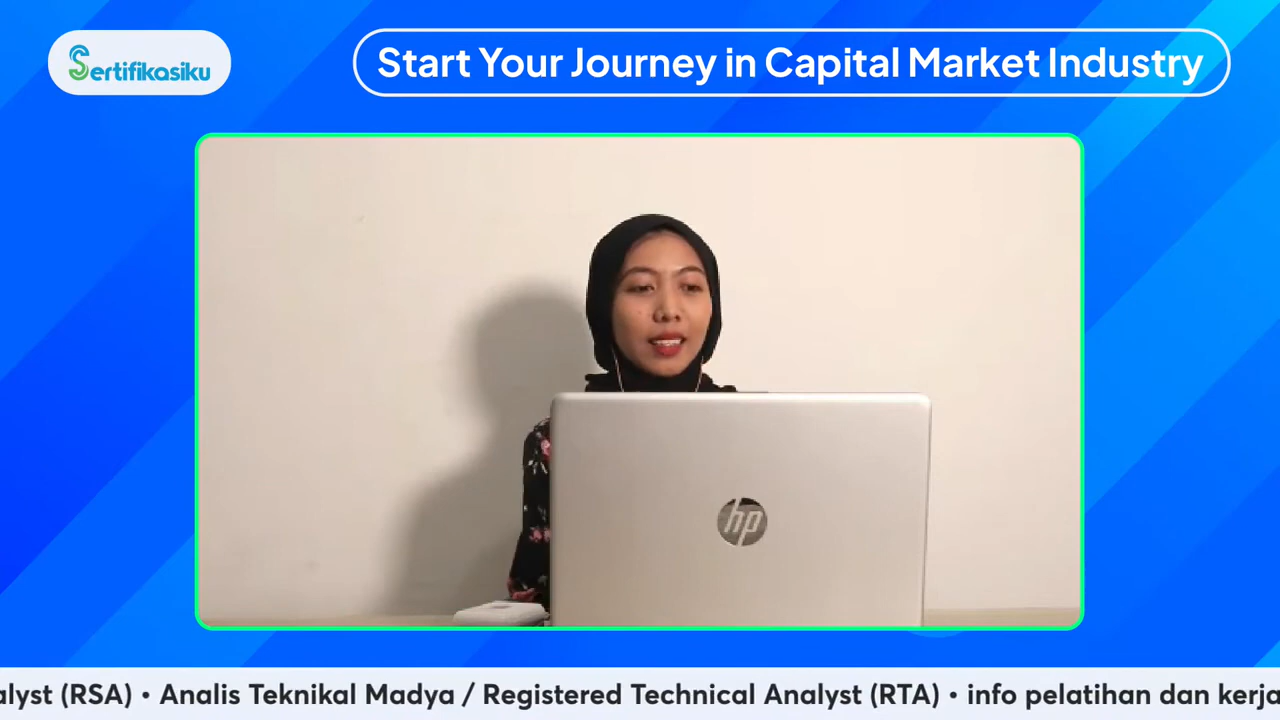 Sertifikasiku
Start Your Journey in Capital Market Industry
hp
alyst (RSA) • Analis Teknikal Madya / Registered Technical Analyst (RTA) • info pelatihan dan kerja